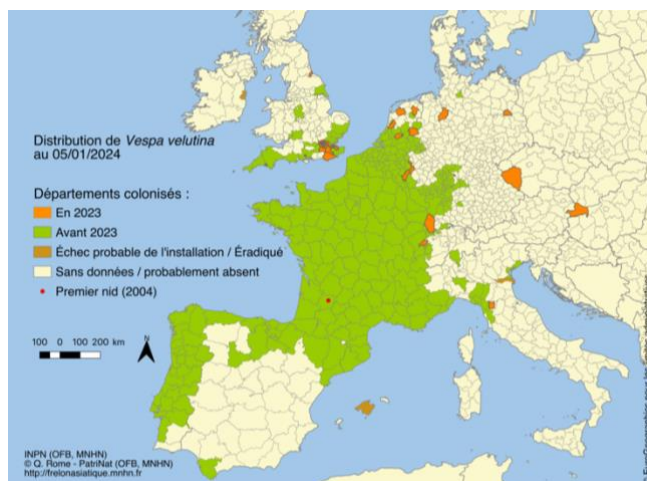 Distribution de Vespa velutina
au 05/01/2024
Départements colonisés :
En 2023
Avant 2023
Échec probable de l'installation / Éradiqué
Sans données / probablement absent
Premier nid (2004)
100 0 100 200 km
N
INPN (OFB, MNHN)
© Q. Rome - PatriNat (OFB, MNHN)
http://frelonasiatique.mnhn.fr